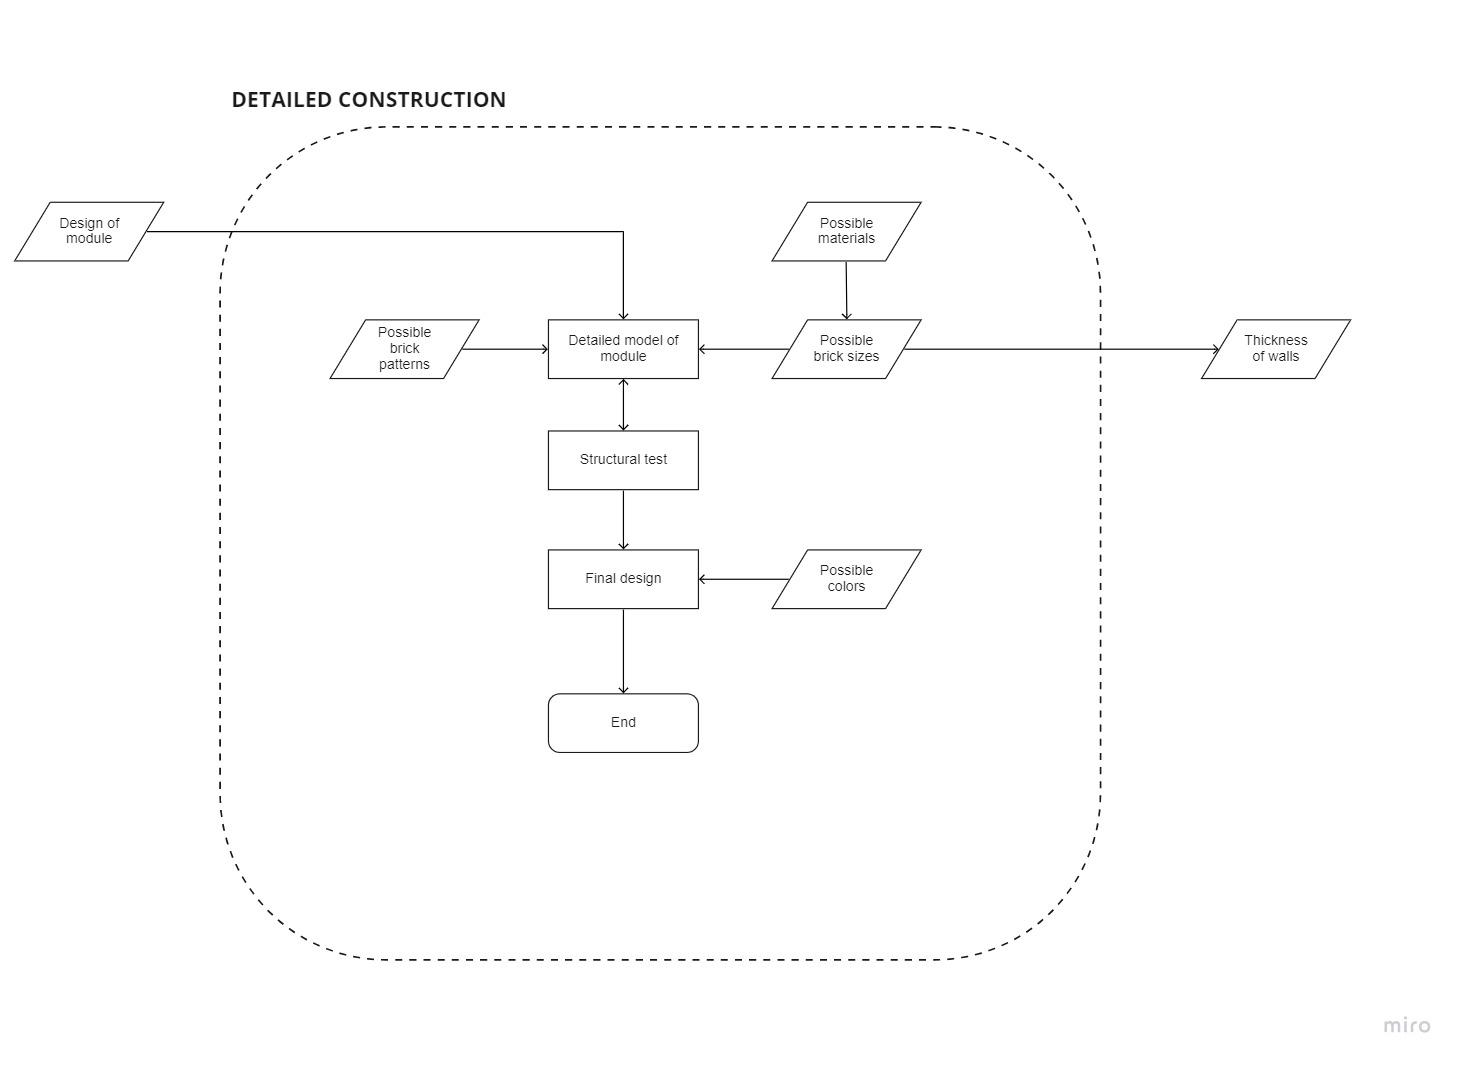 DETAILED CONSTRUCTION
Design of
module
Possible
materials
Possible
brick
patterns
Detailed model of
module
Possible
brick sizes
Thickness
of walls
Structural test
Final design
Possible
colors
End
miro